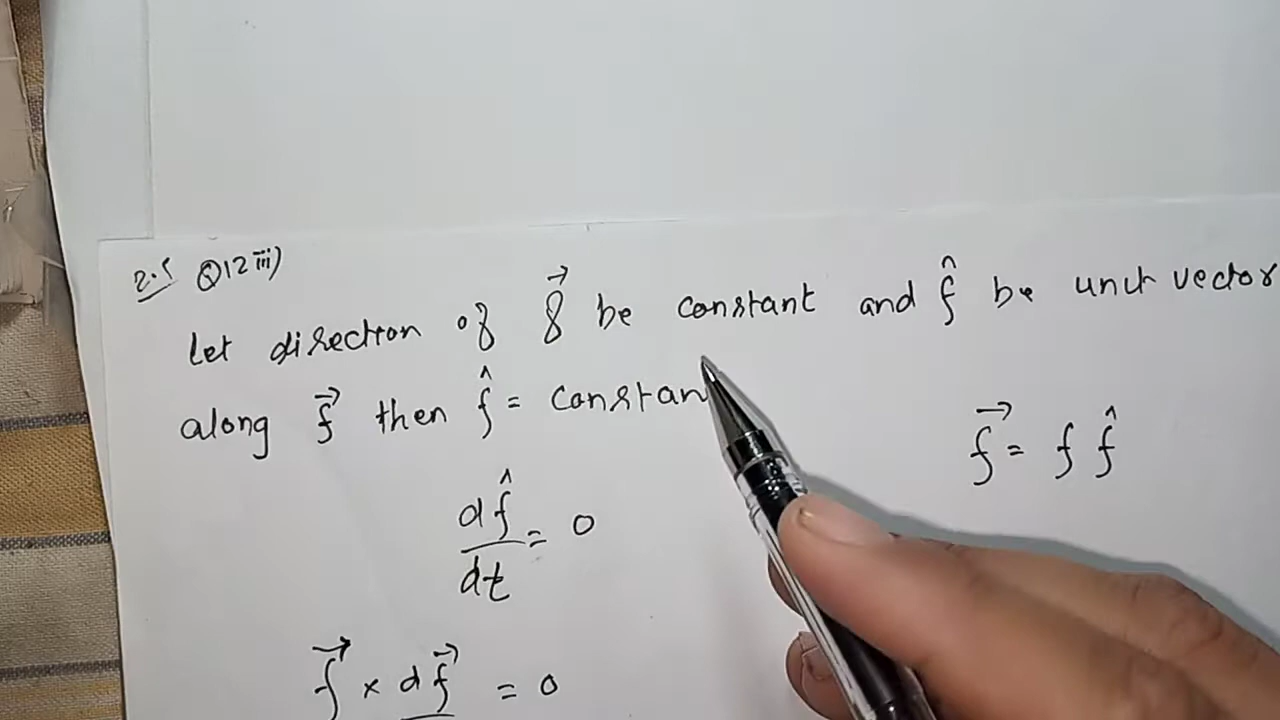 2.1 Q12 iii)
Let direction of f⃗ be constant and f̂ be unit vector
along f⃗ then f̂ = constan
f⃗ = f f̂
df̂/dt = 0
f⃗ × df⃗ = 0